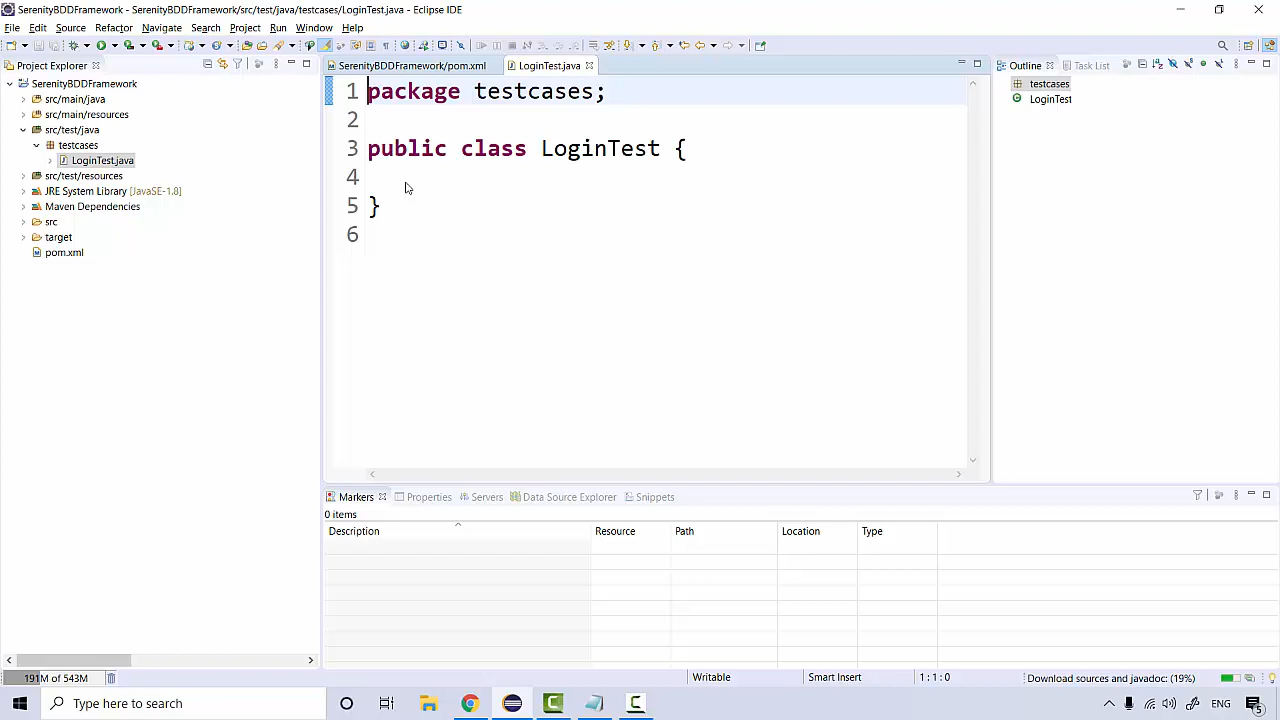 SerenityBDDFramework - SerenityBDDFramework/src/test/java/testcases/LoginTest.java - Eclipse IDE
File Edit Source Refactor Navigate Search Project Run Window Help
Project Explorer
SerenityBDDFramework
src/main/java
src/main/resources
src/test/java
testcases
LoginTest.java
src/test/resources
JRE System Library [JavaSE-1.8]
Maven Dependencies
src
target
pom.xml
SerenityBDDFramework/pom.xml LoginTest.java
1 package testcases;
2
3 public class LoginTest {
4
5 }
6
Outline Task List
testcases
LoginTest
Markers Properties Servers Data Source Explorer Snippets
0 items
Description Resource Path Location Type
191M of 543M Writable Smart Insert 1 : 1 : 0 Download sources and javadoc: (19%)
Type here to search ENG 5